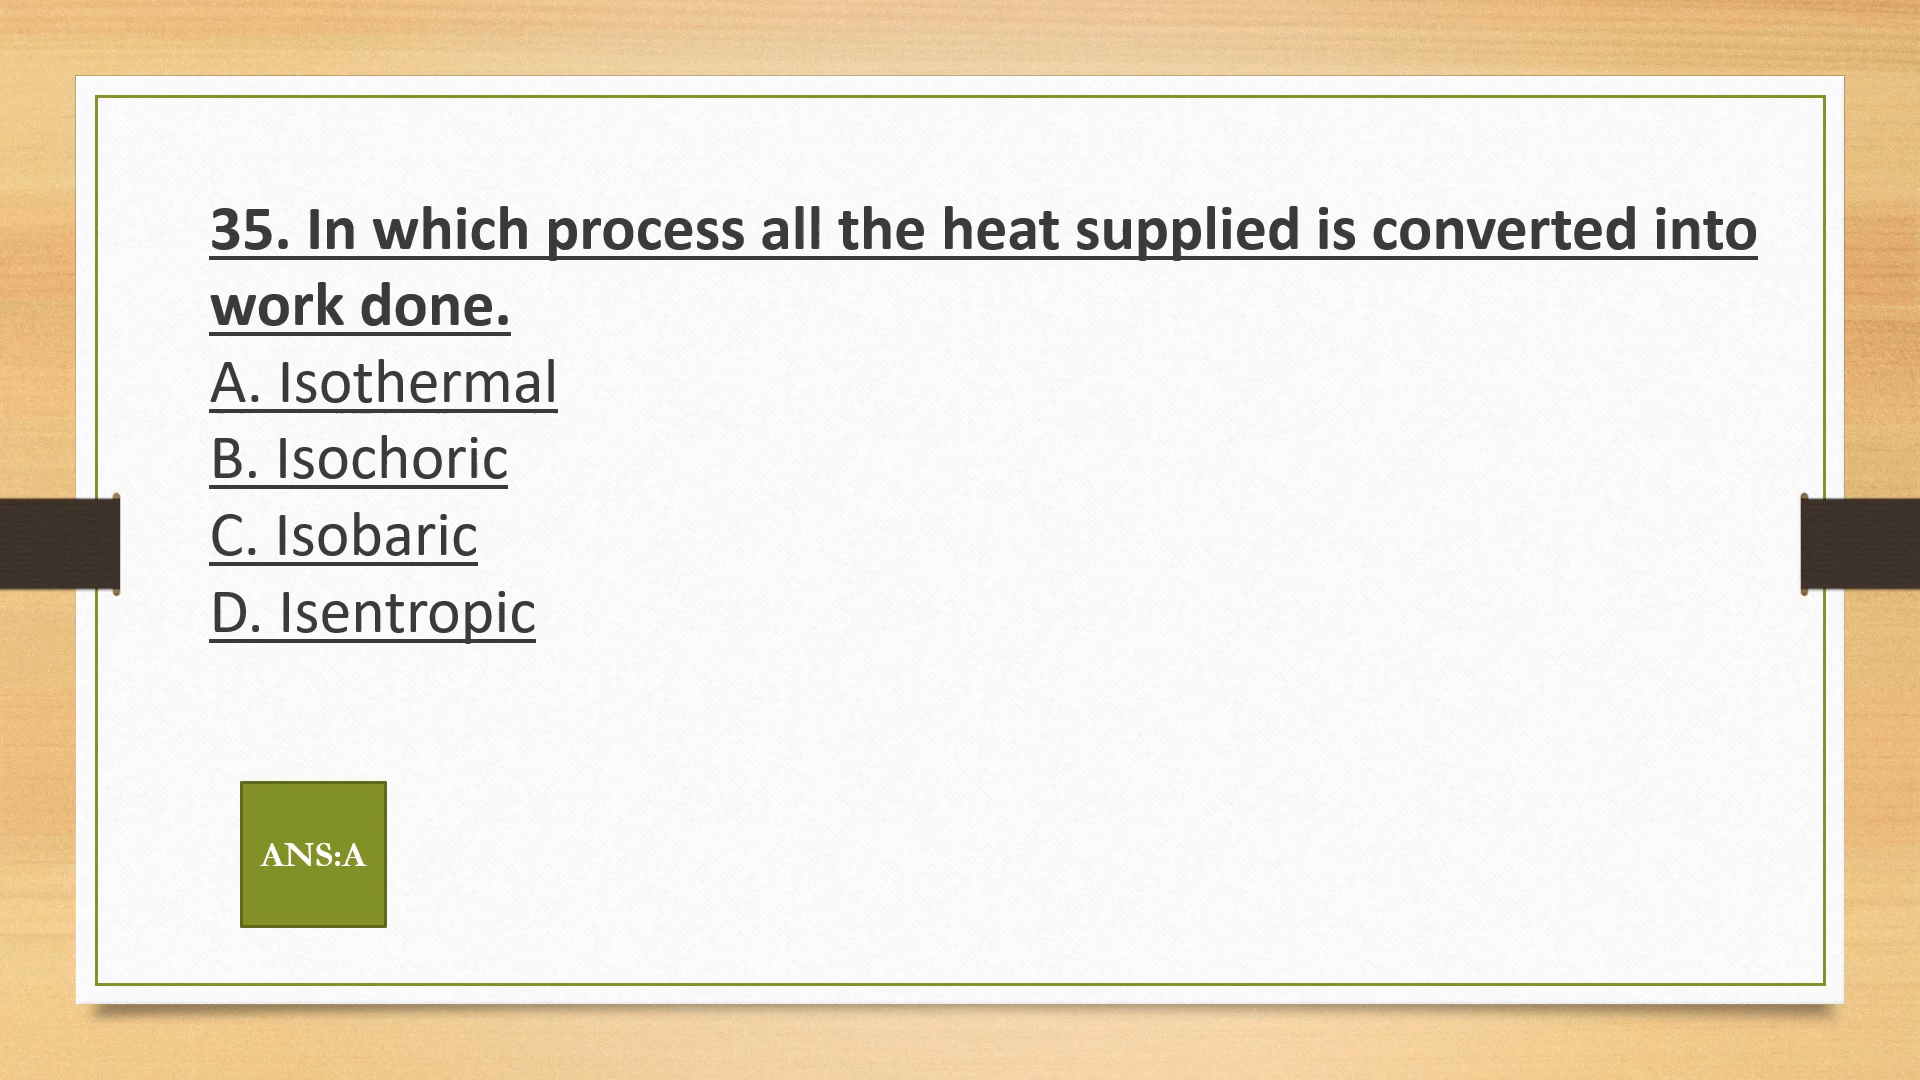 35. In which process all the heat supplied is converted into
work done.
A. Isothermal
B. Isochoric
C. Isobaric
D. Isentropic
ANS:A